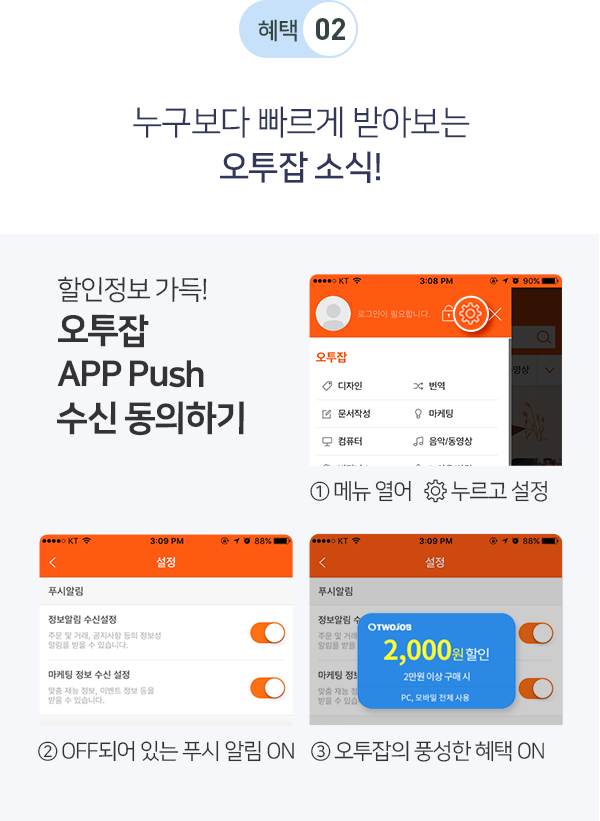 혜택 02
누구보다 빠르게 받아보는
오투잡 소식!
할인정보 가득!
오투잡
APP Push
수신 동의하기
KT 3:08 PM 90%
로그인이 필요합니다.
오투잡
디자인 번역
문서작성 마케팅
컴퓨터 음악/동영상
영상
① 메뉴 열어 누르고 설정
KT 3:09 PM 88%
설정
푸시알림
정보알림 수신설정
주문 및 거래, 공지사항 등의 정보성
알림을 받을 수 있습니다.
마케팅 정보 수신 설정
맞춤 재능 정보, 이벤트 정보 등을
받을 수 있습니다.
② OFF되어 있는 푸시 알림 ON
KT 3:09 PM 88%
설정
푸시알림
정보알림 수
주문 및 거래
알림을 받을 수
마케팅 정보
맞춤 재능 정
받을 수 있습
OTWOJOB
2,000원 할인
2만원 이상 구매 시
PC, 모바일 전체 사용
③ 오투잡의 풍성한 혜택 ON